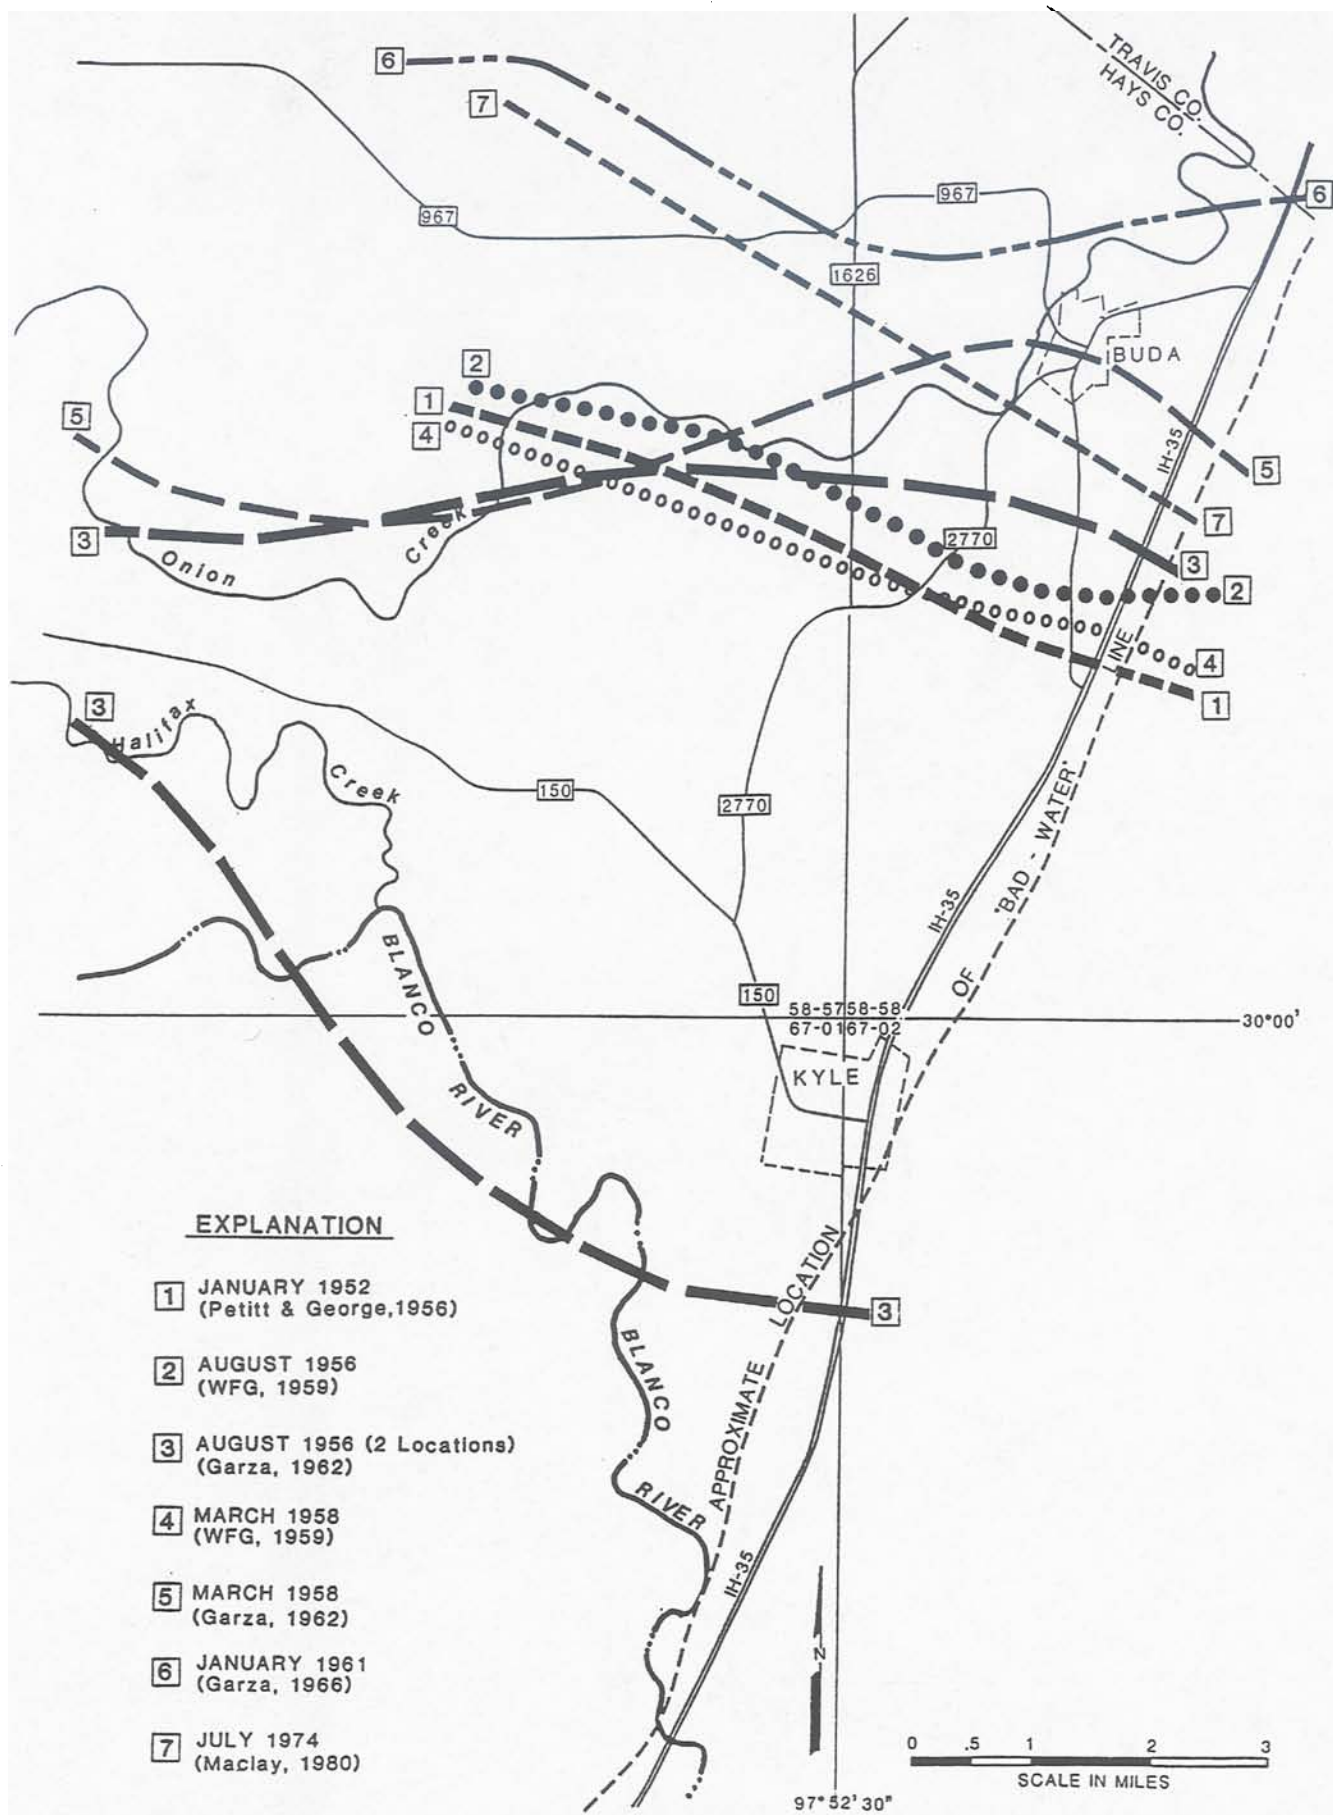 TRAVIS CO.
HAYS CO.
6
7
967
967
6
1626
BUDA
2
1
4
5
IH-35
5
7
3
Onion
Creek
2770
3
2
INE
4
1
3
Halifax
Creek
150
2770
"BAD - WATER"
IH-35
OF
BLANCO
RIVER
150
58-57 58-58
67-01 67-02
30°00'
KYLE
LOCATION
3
APPROXIMATE
BLANCO
RIVER
IH-35
EXPLANATION
1 JANUARY 1952
(Petitt & George,1956)
2 AUGUST 1956
(WFG, 1959)
3 AUGUST 1956 (2 Locations)
(Garza, 1962)
4 MARCH 1958
(WFG, 1959)
5 MARCH 1958
(Garza, 1962)
6 JANUARY 1961
(Garza, 1966)
7 JULY 1974
(Maclay, 1980)
N
0 .5 1 2 3
SCALE IN MILES
97°52'30"